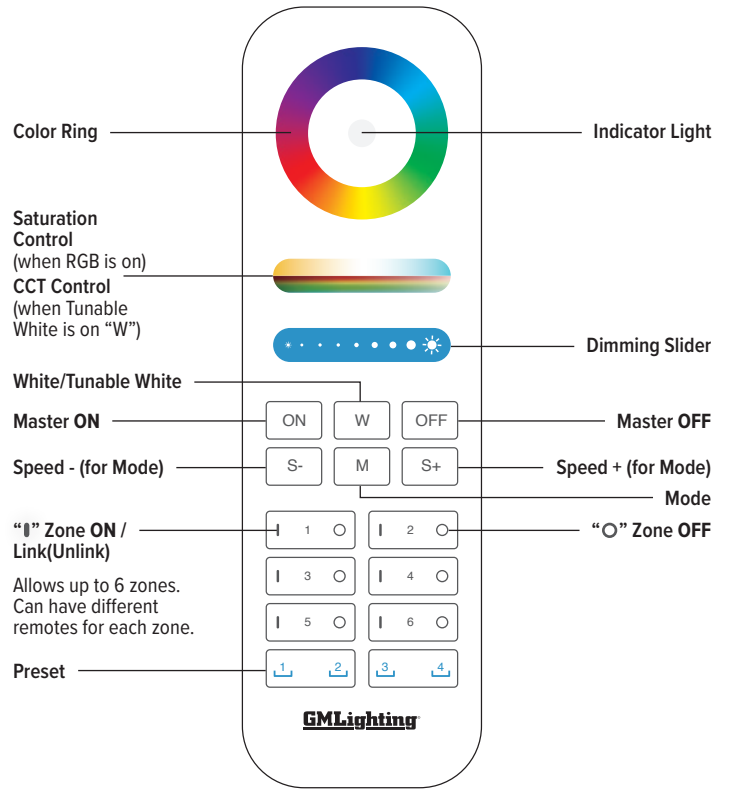 Color Ring
Indicator Light
Saturation
Control
(when RGB is on)
CCT Control
(when Tunable
White is on “W”)
Dimming Slider
White/Tunable White
Master ON
ON
W
OFF
Master OFF
Speed - (for Mode)
S-
M
S+
Speed + (for Mode)
Mode
“I” Zone ON /
Link(Unlink)
I 1 O
I 2 O
“O” Zone OFF
Allows up to 6 zones.
Can have different
remotes for each zone.
I 3 O
I 4 O
I 5 O
I 6 O
Preset
1 2
3 4
GMLighting